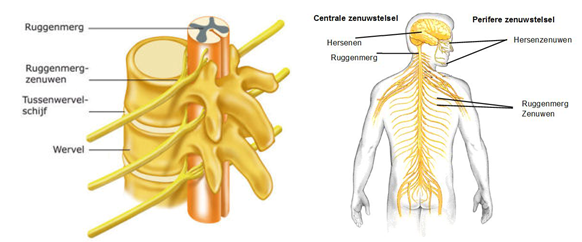 Ruggenmerg
Ruggenmerg-
zenuwen
Tussenwervel-
schijf
Wervel
Centrale zenuwstelsel
Perifere zenuwstelsel
Hersenen
Ruggenmerg
Hersenzenuwen
Ruggenmerg
Zenuwen